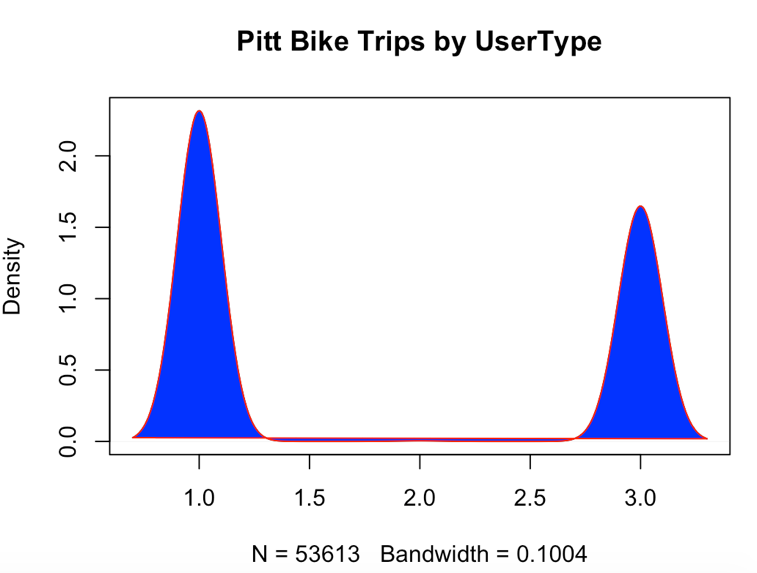 Pitt Bike Trips by UserType
Density
2.0
1.5
1.0
0.5
0.0
1.0 1.5 2.0 2.5 3.0
N = 53613 Bandwidth = 0.1004